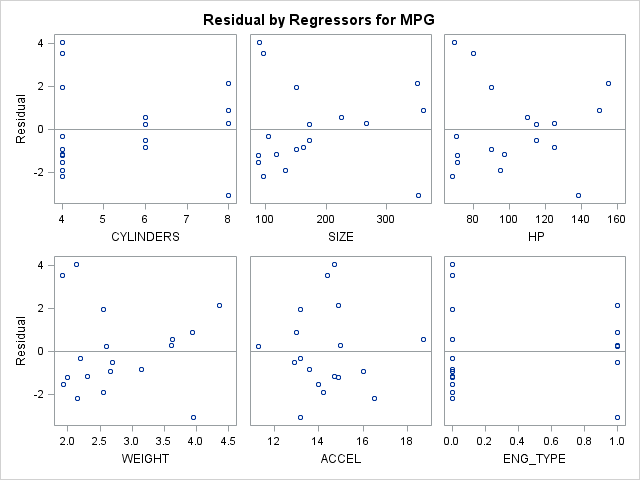 Residual by Regressors for MPG
Residual
4
2
0
-2
4 5 6 7 8
CYLINDERS
100 200 300
SIZE
80 100 120 140 160
HP
Residual
4
2
0
-2
2.0 2.5 3.0 3.5 4.0 4.5
WEIGHT
12 14 16 18
ACCEL
0.0 0.2 0.4 0.6 0.8 1.0
ENG_TYPE